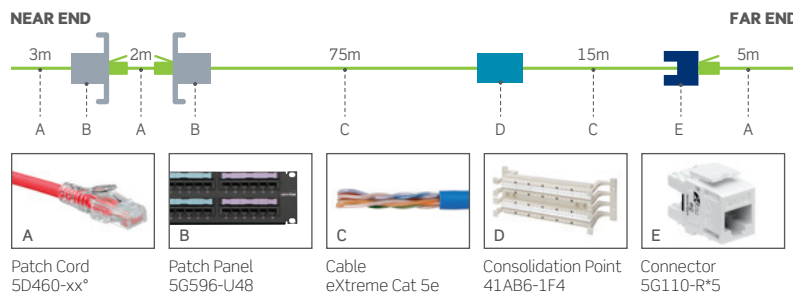 NEAR END
FAR END
3m
2m
75m
15m
5m
A
B
A
B
C
D
C
E
A
A
B
C
D
E
Patch Cord
5D460-xx°
Patch Panel
5G596-U48
Cable
eXtreme Cat 5e
Consolidation Point
41AB6-1F4
Connector
5G110-R*5